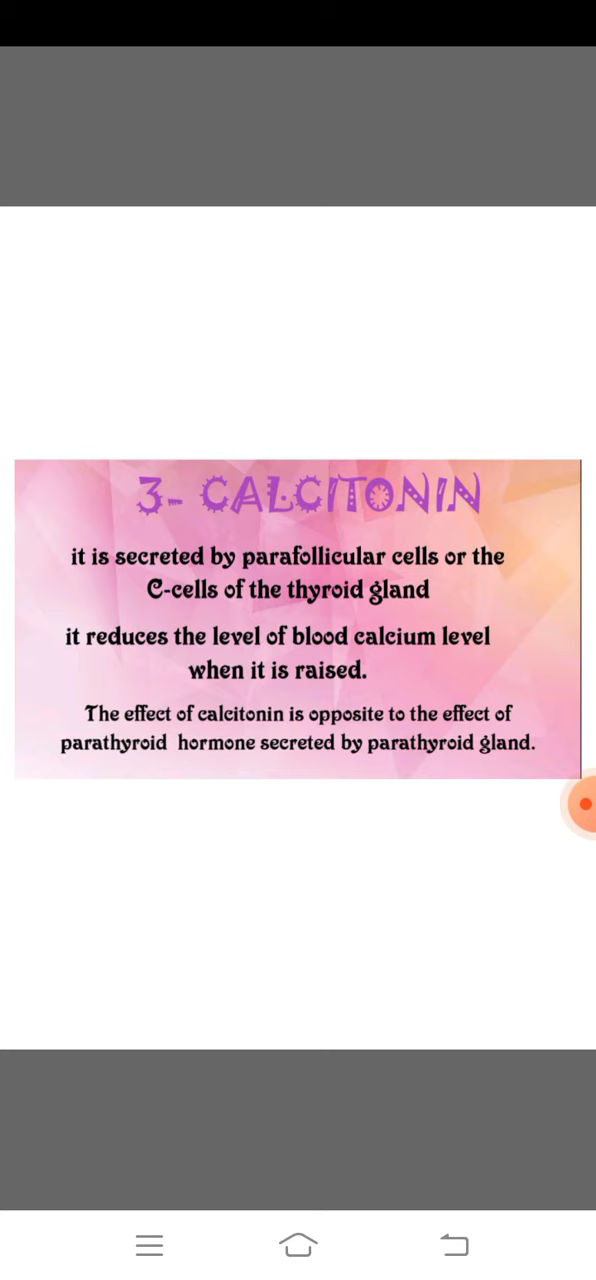 3- CALCITONIN
it is secreted by parafollicular cells or the
C-cells of the thyroid gland
it reduces the level of blood calcium level
when it is raised.
The effect of calcitonin is opposite to the effect of
parathyroid hormone secreted by parathyroid gland.